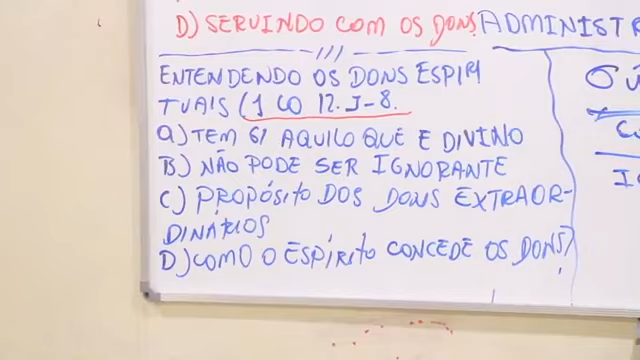 D) SERVINDO COM OS DONS ADMINISTR
ENTENDENDO OS DONS ESPIRI
TUAIS (1 CO 12. 1-8.
A) TEM SI AQUILO QUE E DIVINO
B) NÃO PODE SER IGNORANTE
C) PROPÓSITO DOS DONS EXTRAOR-
DINÁRIOS
D) COMO O ESPÍRITO CONCEDE OS DONS?